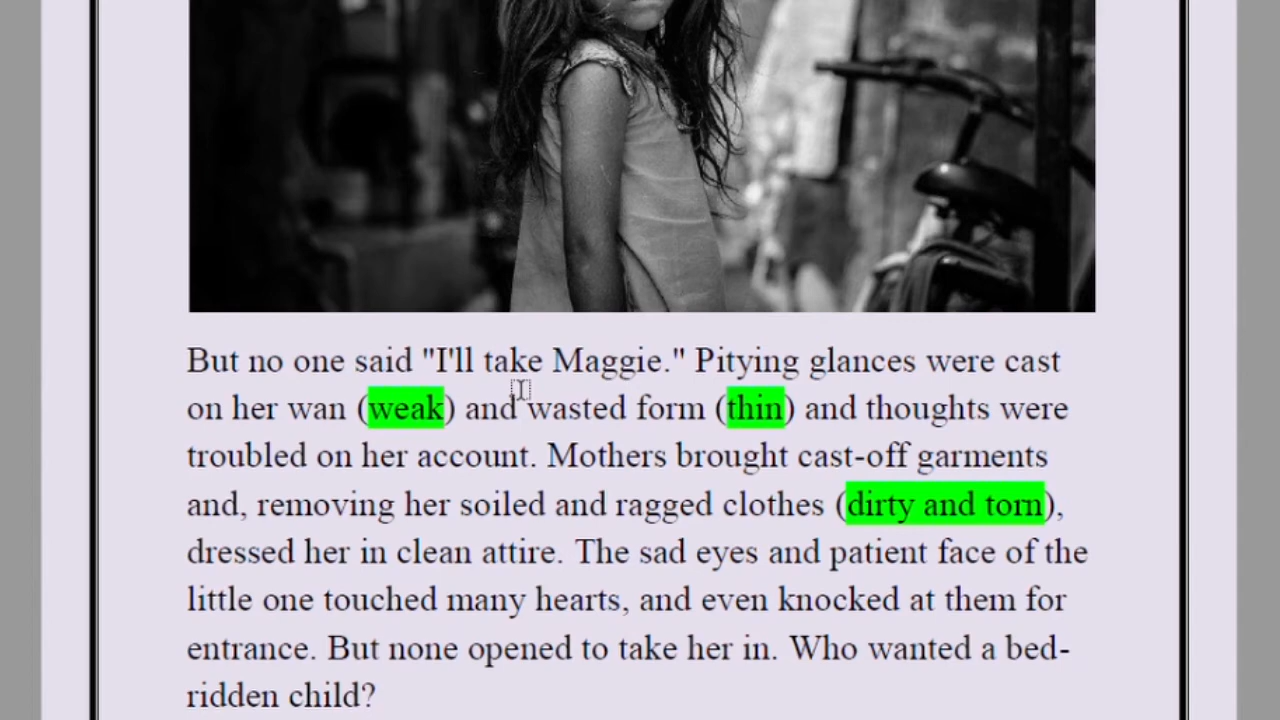 But no one said "I'll take Maggie." Pitying glances were cast
on her wan (weak) and wasted form (thin) and thoughts were
troubled on her account. Mothers brought cast-off garments
and, removing her soiled and ragged clothes (dirty and torn),
dressed her in clean attire. The sad eyes and patient face of the
little one touched many hearts, and even knocked at them for
entrance. But none opened to take her in. Who wanted a bed-
ridden child?